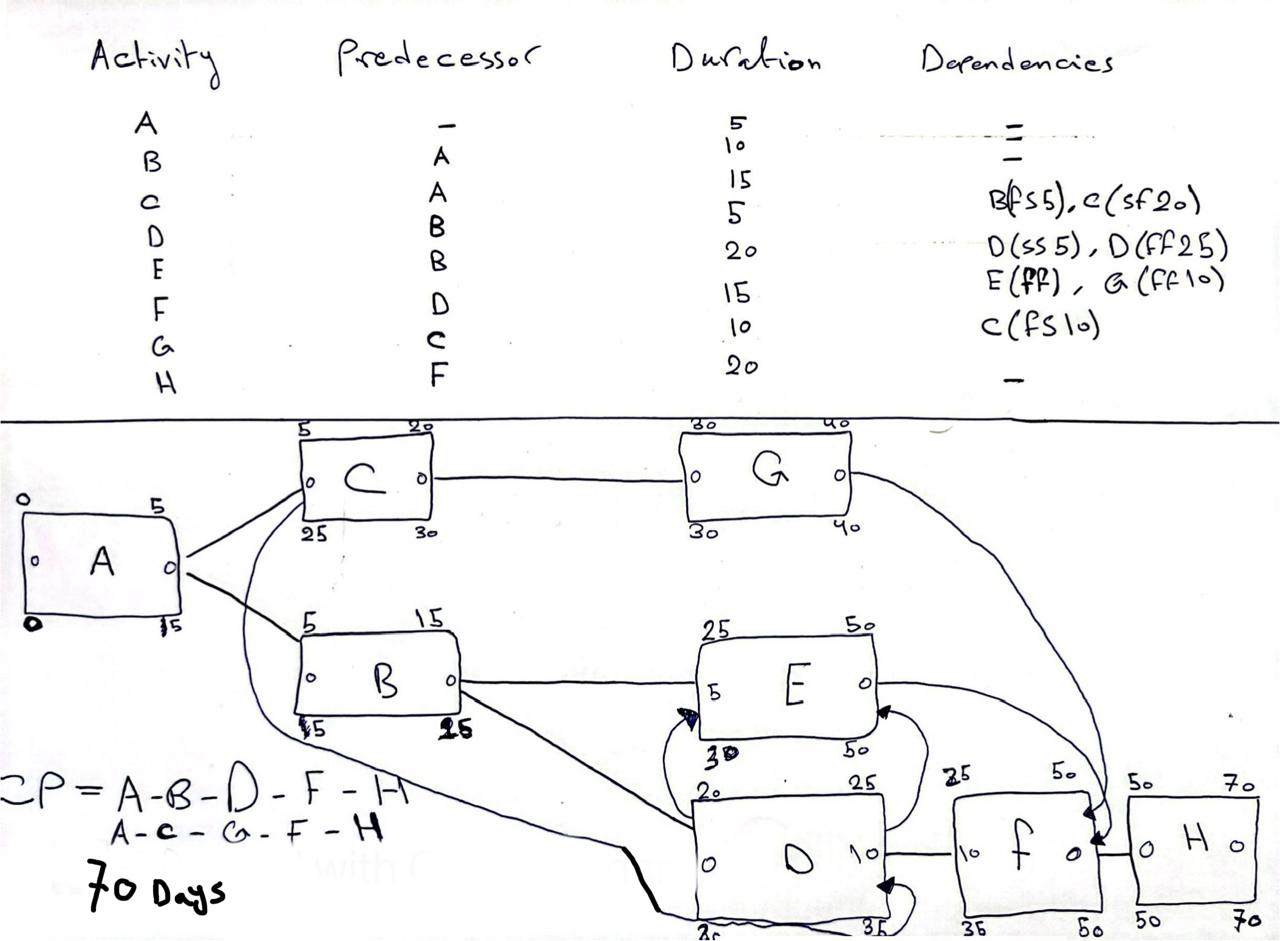 Activity Predecessor Duration Dependencies
A - 5 -
B A 10 -
C A 15 -
D B 5 B(fs5), C(sf20)
E B 20 D(ss5), D(ff25)
F D 15 E(ff), G(ff10)
G C 10 C(fs10)
H F 20 -
5 20 30 40
0 C 0 0 G 0
25 30 30 40
0 5
0 A 0
0 15
5 15 25 50
0 B 0 5 E 0
15 25 30 50
CP = A-B-D-F-H
A-C-G-F-H
70 Days
20 25 25 50 50 70
0 D 10 10 f 0 0 H 0
35 35 50 50 70